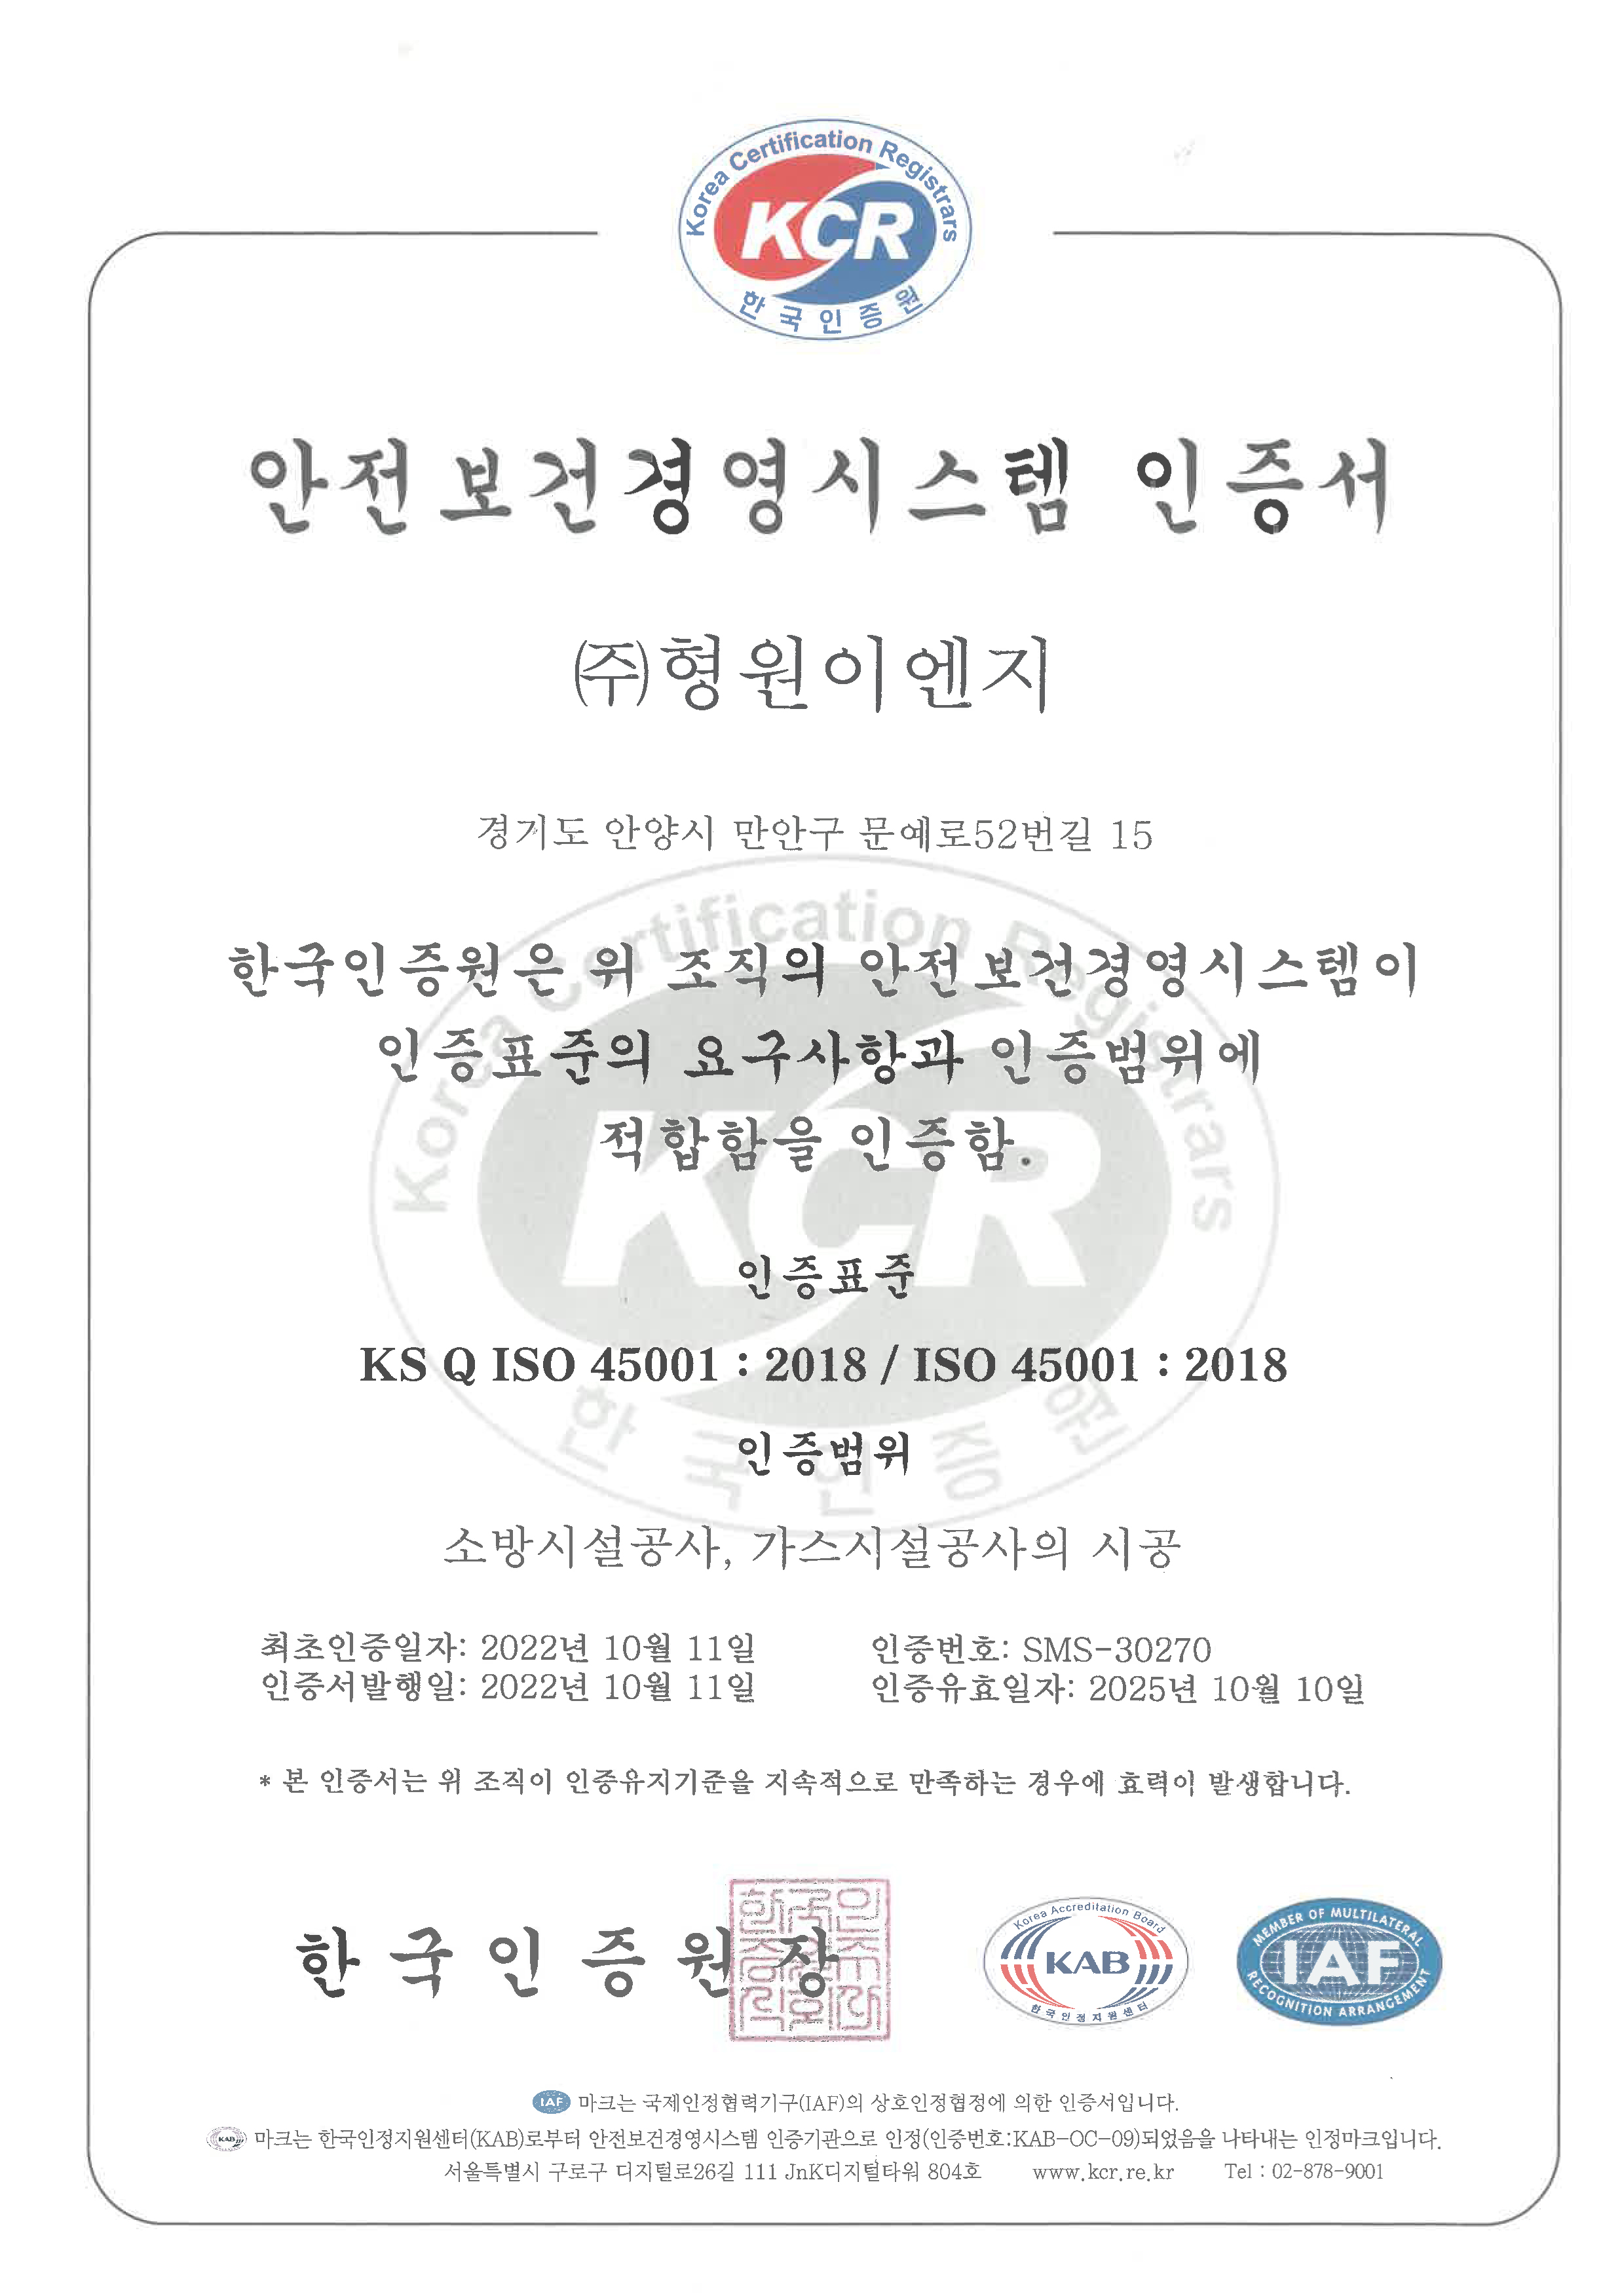 Korea Certification Registrars
KCR
한국인증원
안전보건경영시스템 인증서
㈜형원이엔지
경기도 안양시 만안구 문예로52번길 15
한국인증원은 위 조직의 안전보건경영시스템이
인증표준의 요구사항과 인증범위에
적합함을 인증함.
인증표준
KS Q ISO 45001 : 2018 / ISO 45001 : 2018
인증범위
소방시설공사, 가스시설공사의 시공
최초인증일자: 2022년 10월 11일 인증번호: SMS-30270
인증서발행일: 2022년 10월 11일 인증유효일자: 2025년 10월 10일
* 본 인증서는 위 조직이 인증유지기준을 지속적으로 만족하는 경우에 효력이 발생합니다.
한국인증원장
Korea Accreditation Board
KAB
한국인정지원센터
MEMBER OF MULTILATERAL
IAF
RECOGNITION ARRANGEMENT
IAF 마크는 국제인정협력기구(IAF)의 상호인정협정에 의한 인증서입니다.
KAB 마크는 한국인정지원센터(KAB)로부터 안전보건경영시스템 인증기관으로 인정(인증번호:KAB-OC-09)되었음을 나타내는 인정마크입니다.
서울특별시 구로구 디지털로26길 111 JnK디지털타워 804호 www.kcr.re.kr Tel : 02-878-9001